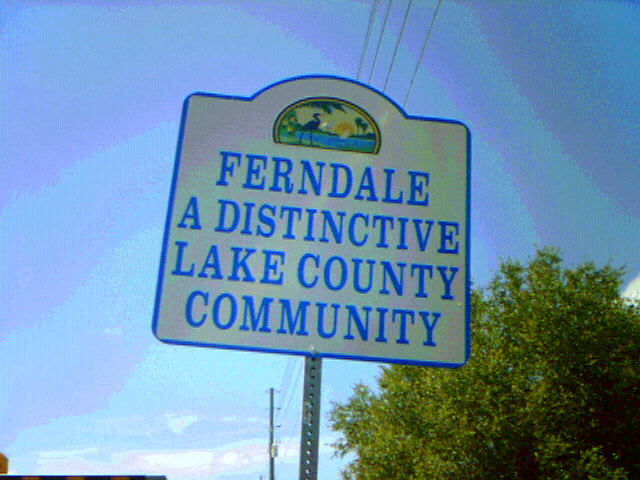 FERNDALE
A DISTINCTIVE
LAKE COUNTY
COMMUNITY